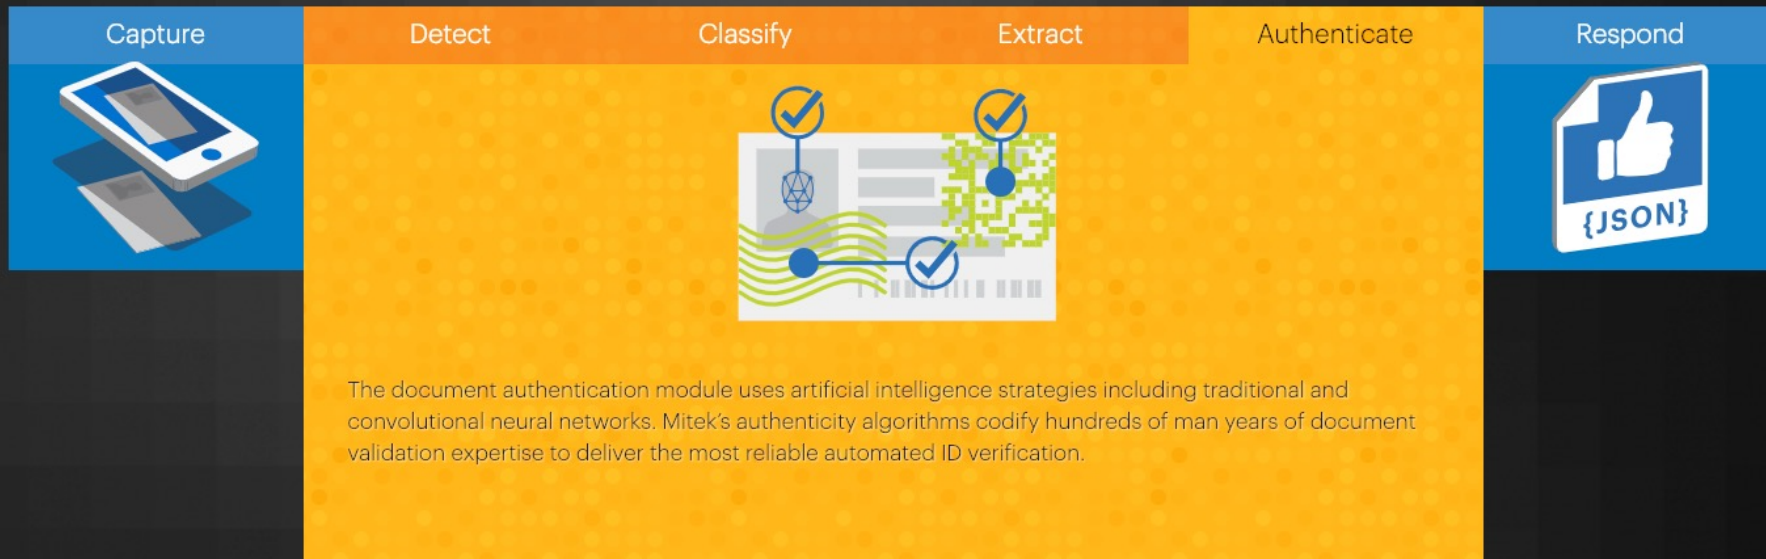 Capture
Detect
Classify
Extract
Authenticate
Respond
{JSON}
The document authentication module uses artificial intelligence strategies including traditional and
convolutional neural networks. Mitek's authenticity algorithms codify hundreds of man years of document
validation expertise to deliver the most reliable automated ID verification.